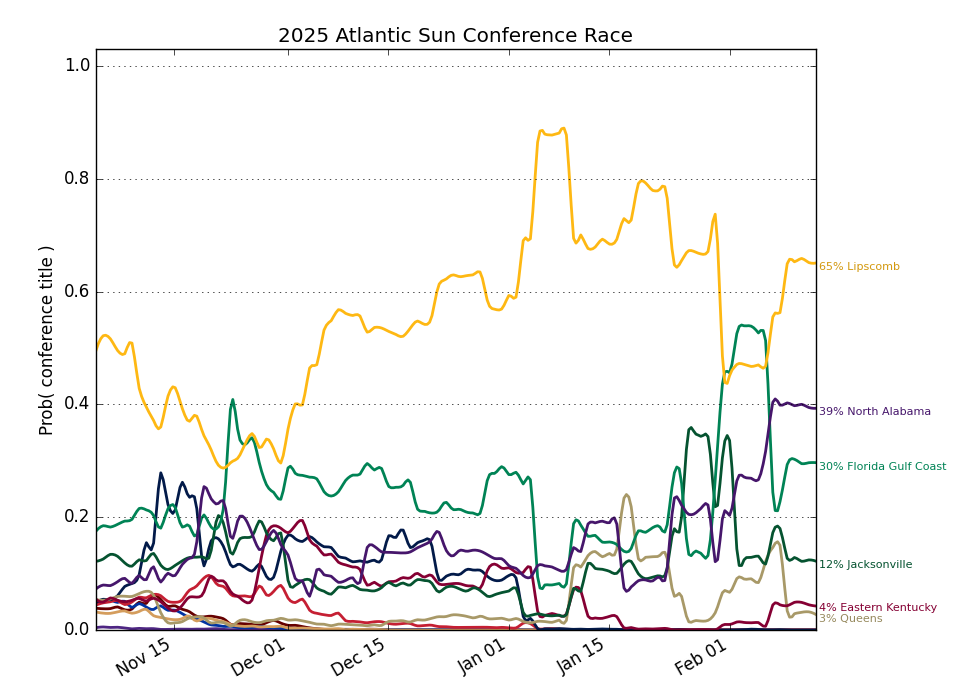 2025 Atlantic Sun Conference Race
Prob( conference title )
1.0
0.8
0.6
0.4
0.2
0.0
Nov 15
Dec 01
Dec 15
Jan 01
Jan 15
Feb 01
65% Lipscomb
39% North Alabama
30% Florida Gulf Coast
12% Jacksonville
4% Eastern Kentucky
3% Queens